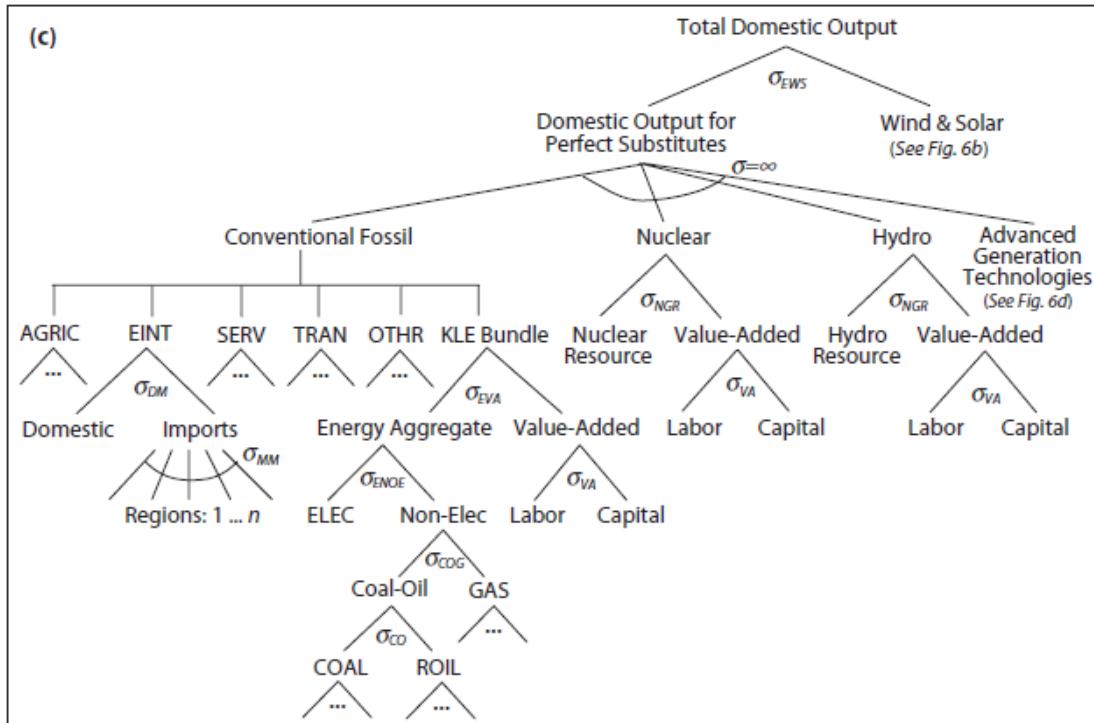 (c)
Total Domestic Output
σEWS
Domestic Output for
Perfect Substitutes
Wind & Solar
(See Fig. 6b)
σ=∞
Conventional Fossil
Nuclear
Hydro
Advanced
Generation
Technologies
(See Fig. 6d)
σNGR
σNGR
AGRIC
EINT
SERV
TRAN
OTHR
KLE Bundle
Nuclear
Resource
Value-Added
Hydro
Resource
Value-Added
...
...
...
...
σDM
σEVA
σVA
σVA
Domestic
Imports
Energy Aggregate
Value-Added
Labor
Capital
Labor
Capital
σMM
σENOE
σVA
Regions: 1 ... n
ELEC
Non-Elec
Labor
Capital
σCOG
Coal-Oil
GAS
...
σCO
COAL
ROIL
...
...